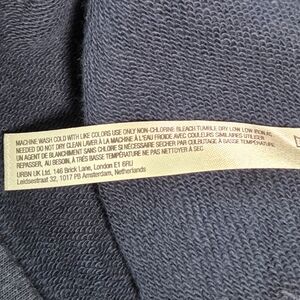 MACHINE WASH COLD WITH LIKE COLORS USE ONLY NON-CHLORINE BLEACH TUMBLE DRY LOW LOW IRON AS
NEEDED DO NOT DRY CLEAN LAVER À LA MACHINE À L'EAU FROIDE AVEC COULEURS SIMILAIRES UTILISER
UN AGENT DE BLANCHIMENT SANS CHLORE SI NÉCESSAIRE SÉCHER PAR CULBUTAGE À BASSE TEMPÉRATURE
REPASSER, AU BESOIN, À TRÈS BASSE TEMPÉRATURE NE PAS NETTOYER À SEC
URBN UK Ltd. 146 Brick Lane, London E1 6RU
Leidsestraat 32, 1017 PB Amsterdam, Netherlands